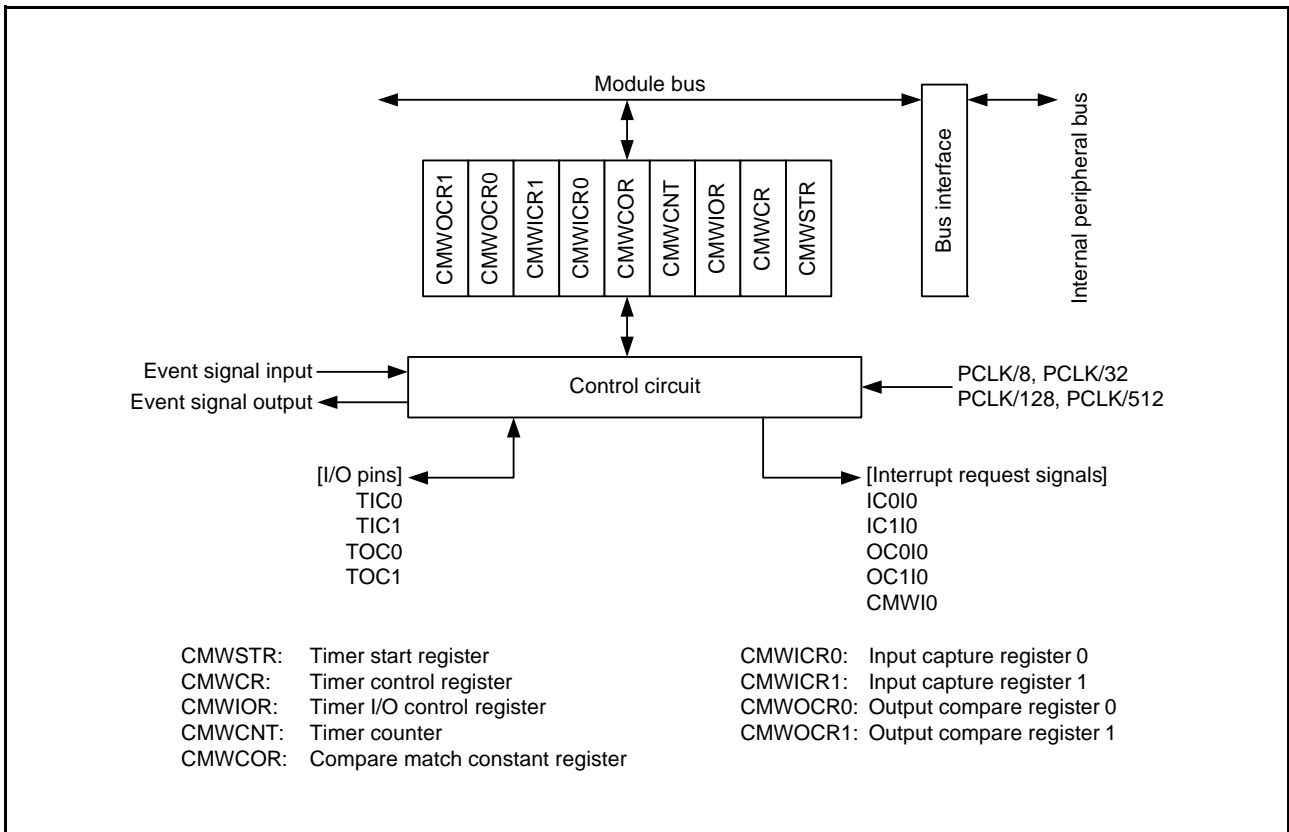 Module bus
Bus interface
Internal peripheral bus
CMWOCR1
CMWOCR0
CMWICR1
CMWICR0
CMWCOR
CMWCNT
CMWIOR
CMWCR
CMWSTR
Event signal input
Event signal output
Control circuit
PCLK/8, PCLK/32
PCLK/128, PCLK/512
[I/O pins]
TIC0
TIC1
TOC0
TOC1
[Interrupt request signals]
IC0I0
IC1I0
OC0I0
OC1I0
CMWI0
CMWSTR: Timer start register
CMWCR: Timer control register
CMWIOR: Timer I/O control register
CMWCNT: Timer counter
CMWCOR: Compare match constant register
CMWICR0: Input capture register 0
CMWICR1: Input capture register 1
CMWOCR0: Output compare register 0
CMWOCR1: Output compare register 1